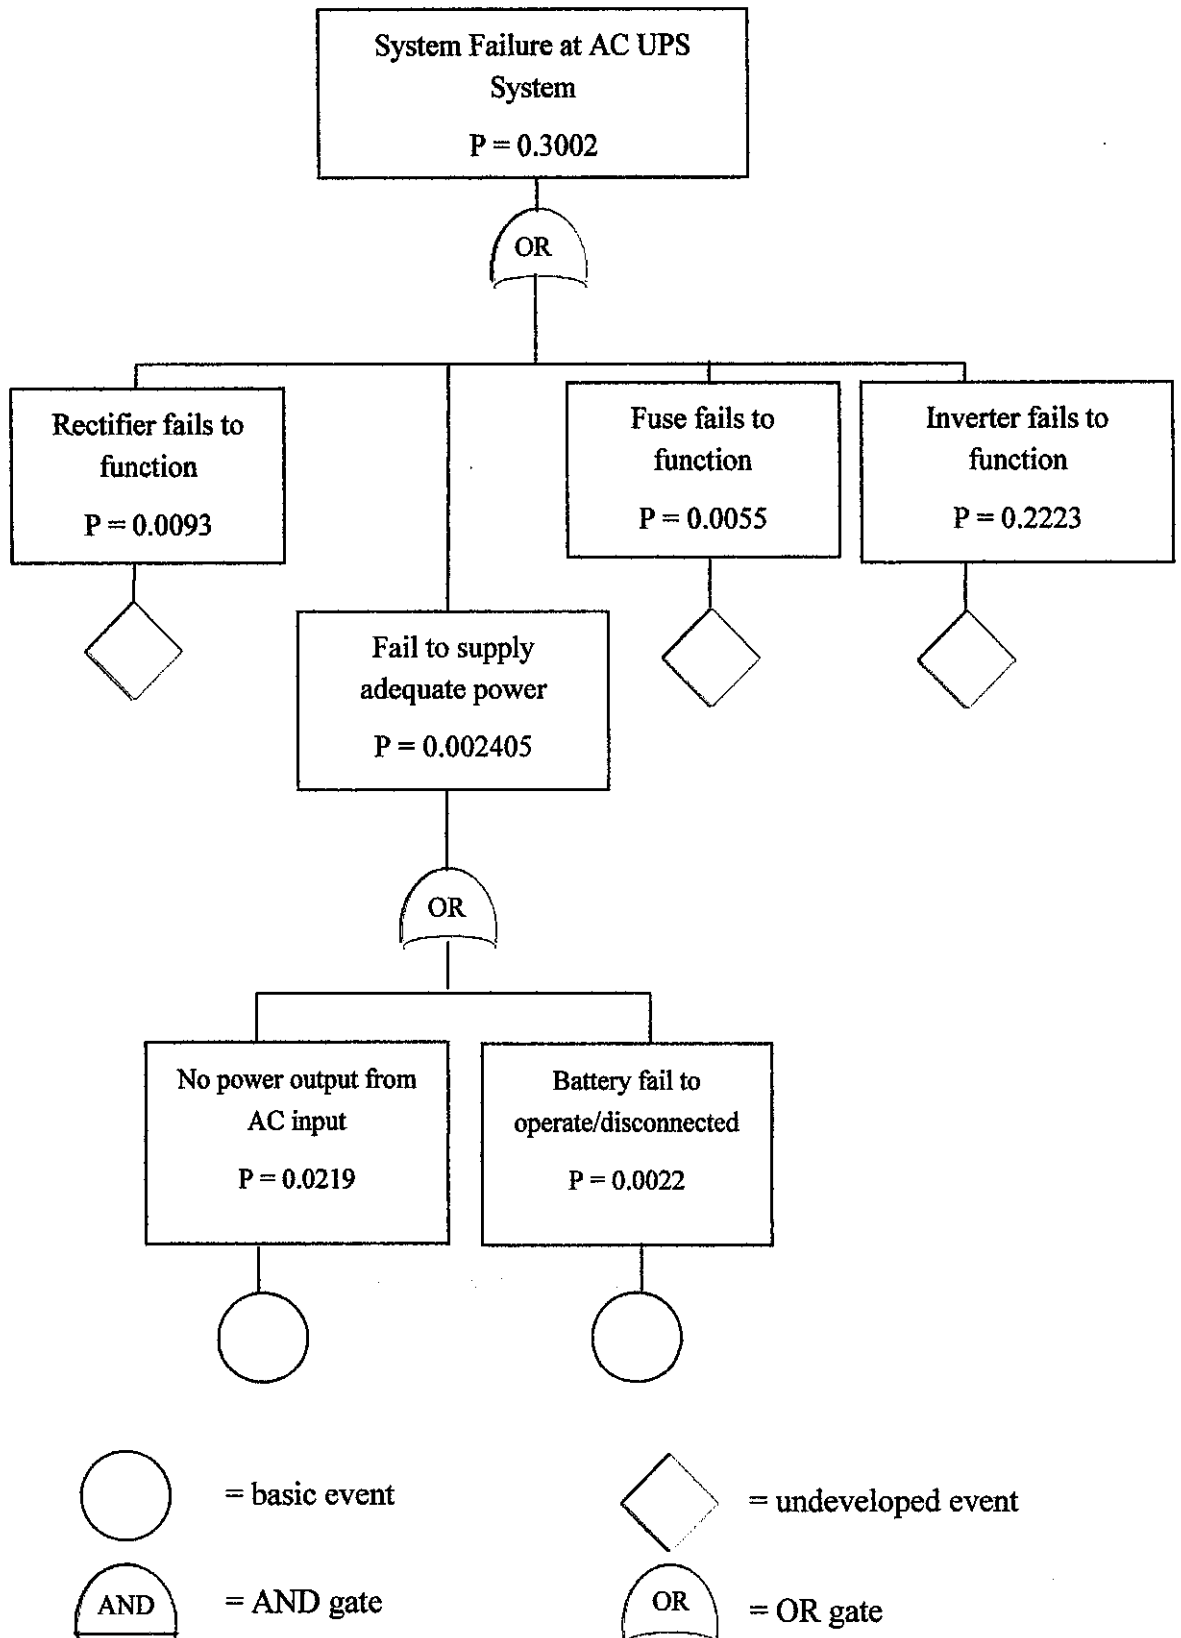 System Failure at AC UPS
System
P = 0.3002
OR
Rectifier fails to
function
P = 0.0093
Fuse fails to
function
P = 0.0055
Inverter fails to
function
P = 0.2223
Fail to supply
adequate power
P = 0.002405
OR
No power output from
AC input
P = 0.0219
Battery fail to
operate/disconnected
P = 0.0022
= basic event
= undeveloped event
AND
= AND gate
OR
= OR gate